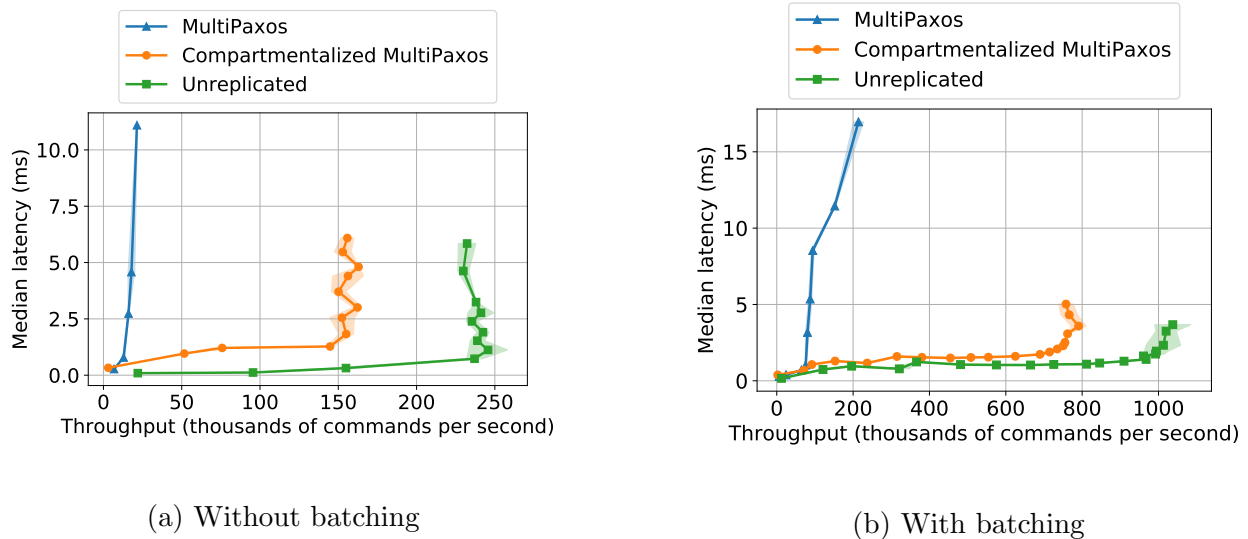 MultiPaxos
Compartmentalized MultiPaxos
Unreplicated
Median latency (ms)
10.0
7.5
5.0
2.5
0.0
0 50 100 150 200 250
Throughput (thousands of commands per second)
(a) Without batching
MultiPaxos
Compartmentalized MultiPaxos
Unreplicated
Median latency (ms)
15
10
5
0
0 200 400 600 800 1000
Throughput (thousands of commands per second)
(b) With batching